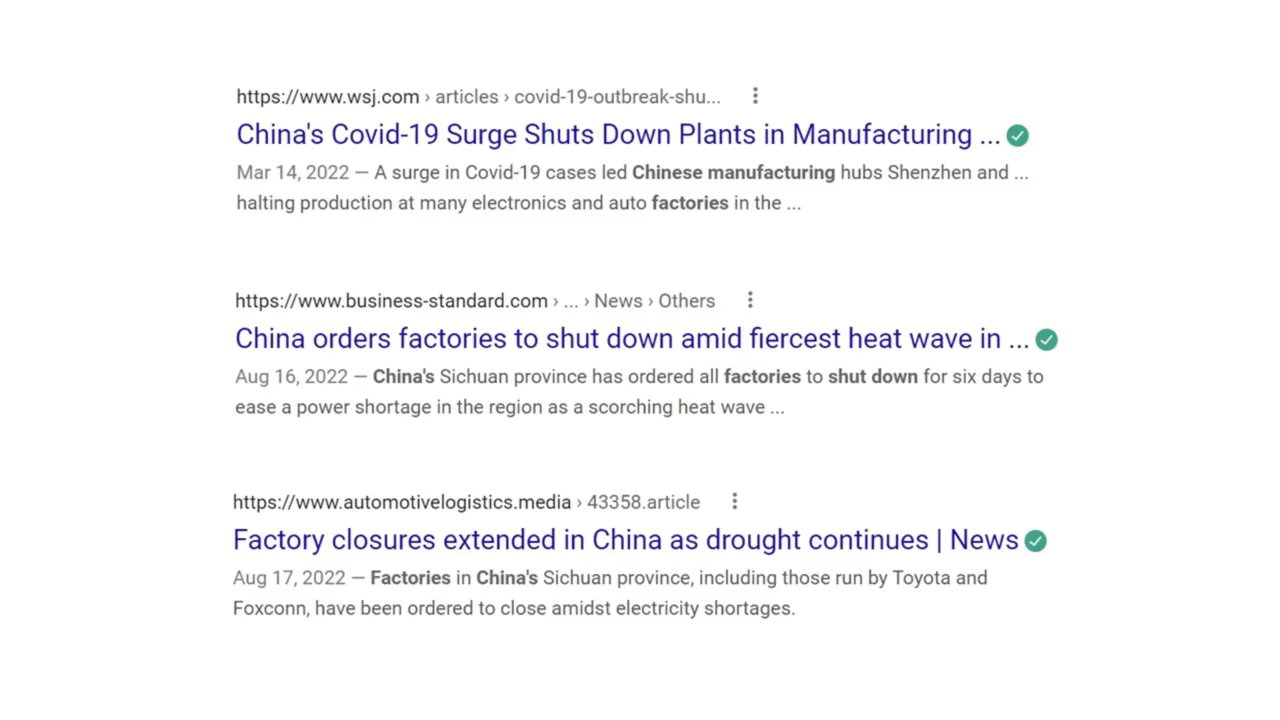 https://www.wsj.com › articles › covid-19-outbreak-shu...
China's Covid-19 Surge Shuts Down Plants in Manufacturing ...
Mar 14, 2022 — A surge in Covid-19 cases led Chinese manufacturing hubs Shenzhen and ...
halting production at many electronics and auto factories in the ...
https://www.business-standard.com › ... › News › Others
China orders factories to shut down amid fiercest heat wave in ...
Aug 16, 2022 — China's Sichuan province has ordered all factories to shut down for six days to
ease a power shortage in the region as a scorching heat wave ...
https://www.automotivelogistics.media › 43358.article
Factory closures extended in China as drought continues | News
Aug 17, 2022 — Factories in China's Sichuan province, including those run by Toyota and
Foxconn, have been ordered to close amidst electricity shortages.